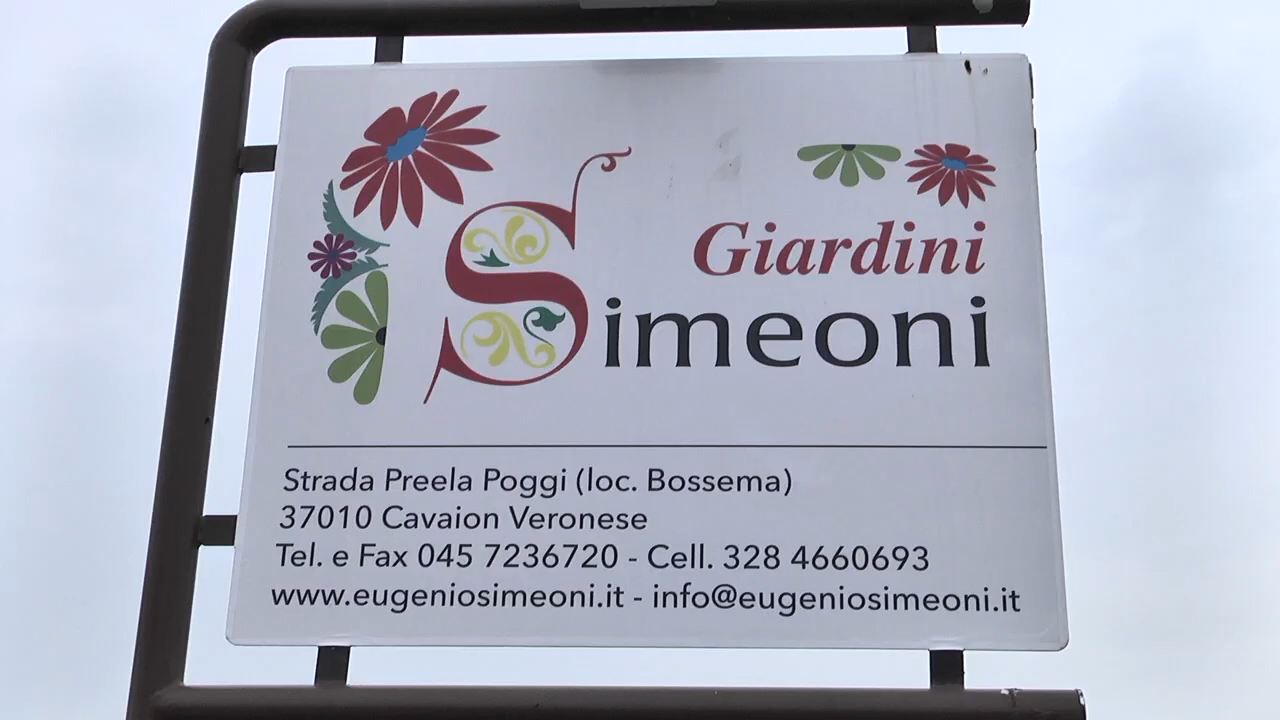 Giardini
Simeoni
Strada Preela Poggi (loc. Bossema)
37010 Cavaion Veronese
Tel. e Fax 045 7236720 - Cell. 328 4660693
www.eugeniosimeoni.it - info@eugeniosimeoni.it